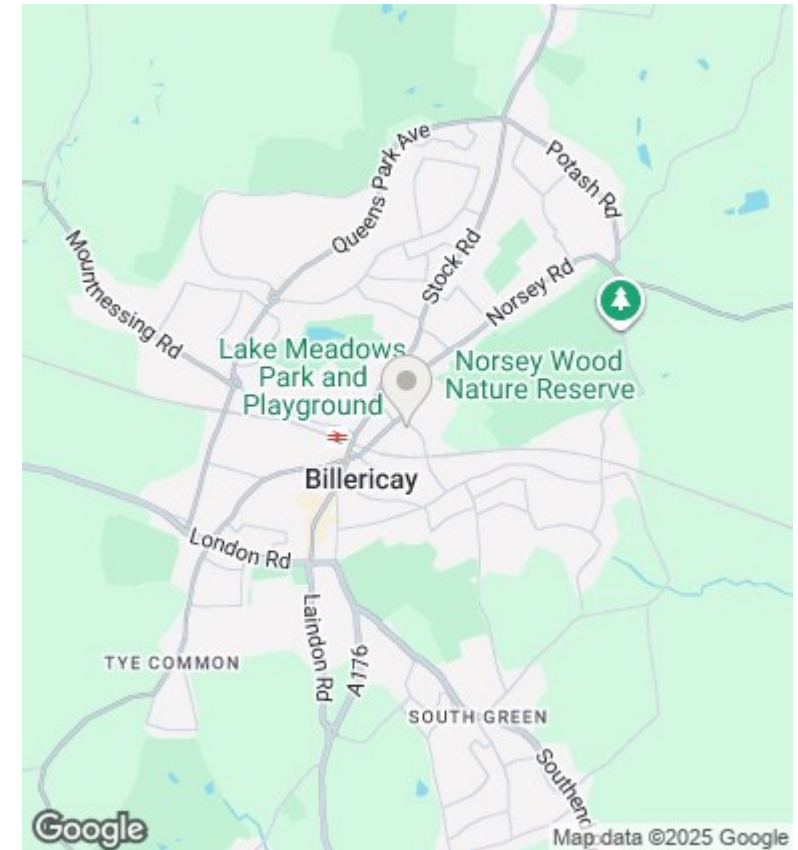 Queens Park Ave
Potash Rd
Stock Rd
Mountnessing Rd
Norsey Rd
Lake Meadows
Park and
Playground
Norsey Wood
Nature Reserve
Billericay
London Rd
Laindon Rd
A176
TYE COMMON
SOUTH GREEN
Southend
Google
Map data ©2025 Google